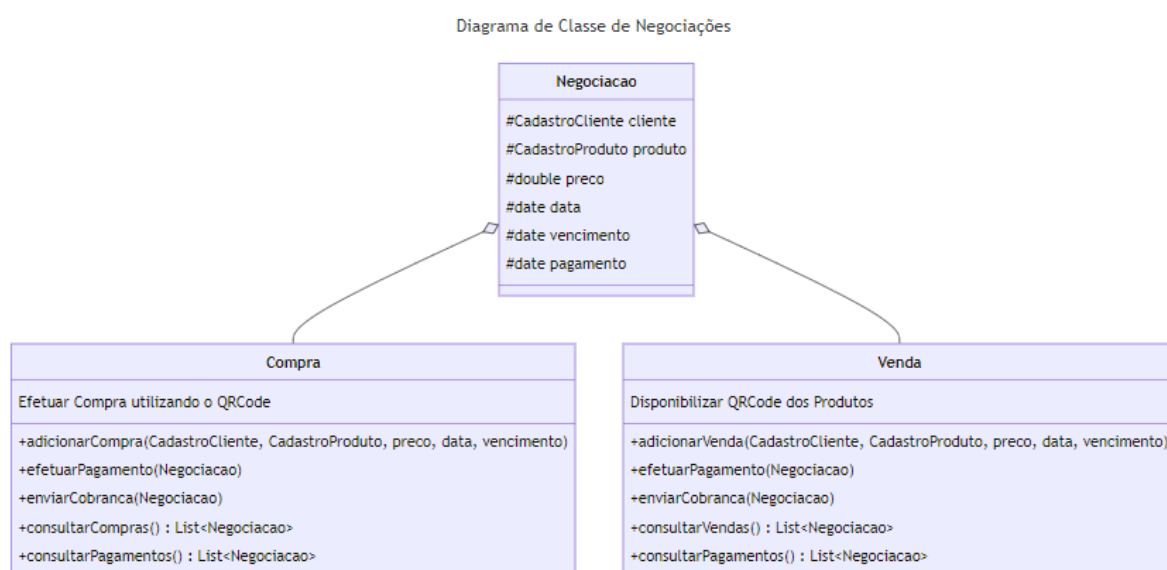 Diagrama de Classe de Negociações
Negociacao
#CadastroCliente cliente
#CadastroProduto produto
#double preco
#date data
#date vencimento
#date pagamento
Compra
Efetuar Compra utilizando o QRCode
+adicionarCompra(CadastroCliente, CadastroProduto, preco, data, vencimento)
+efetuarPagamento(Negociacao)
+enviarCobranca(Negociacao)
+consultarCompras() : List<Negociacao>
+consultarPagamentos() : List<Negociacao>
Venda
Disponibilizar QRCode dos Produtos
+adicionarVenda(CadastroCliente, CadastroProduto, preco, data, vencimento)
+efetuarPagamento(Negociacao)
+enviarCobranca(Negociacao)
+consultarVendas() : List<Negociacao>
+consultarPagamentos() : List<Negociacao>